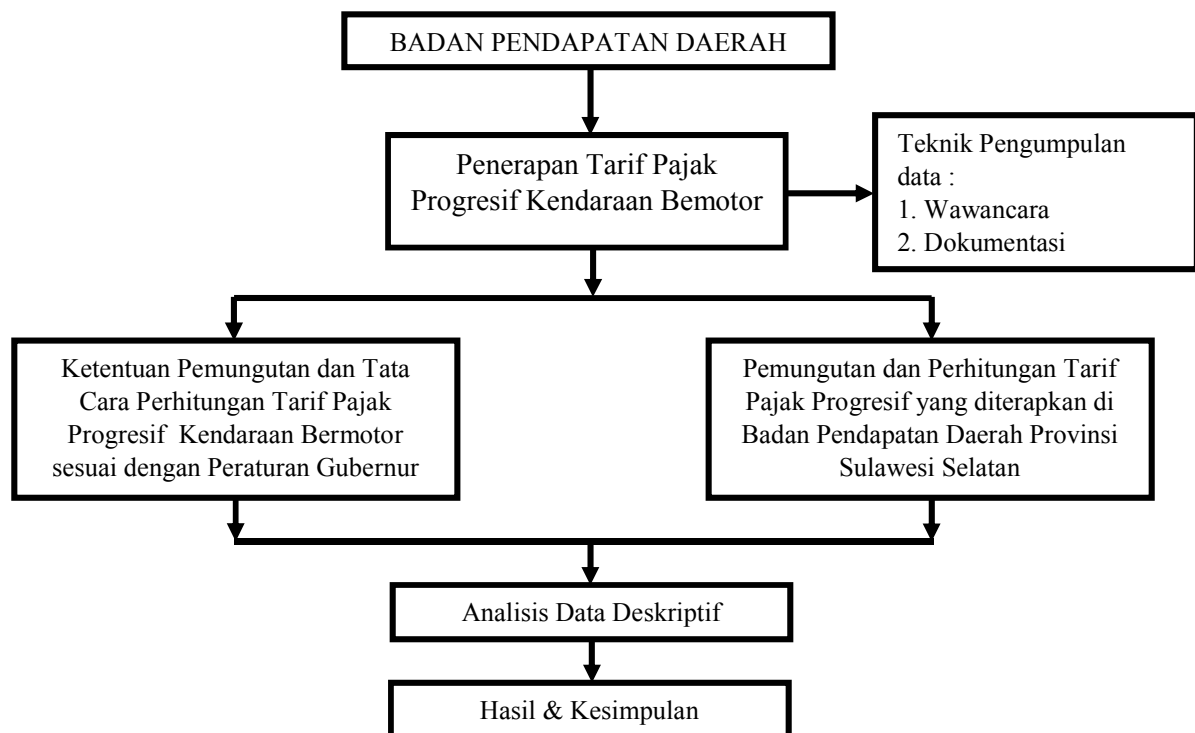 BADAN PENDAPATAN DAERAH
Penerapan Tarif Pajak
Progresif Kendaraan Bemotor
Teknik Pengumpulan
data :
1. Wawancara
2. Dokumentasi
Ketentuan Pemungutan dan Tata
Cara Perhitungan Tarif Pajak
Progresif Kendaraan Bermotor
sesuai dengan Peraturan Gubernur
Pemungutan dan Perhitungan Tarif
Pajak Progresif yang diterapkan di
Badan Pendapatan Daerah Provinsi
Sulawesi Selatan
Analisis Data Deskriptif
Hasil & Kesimpulan